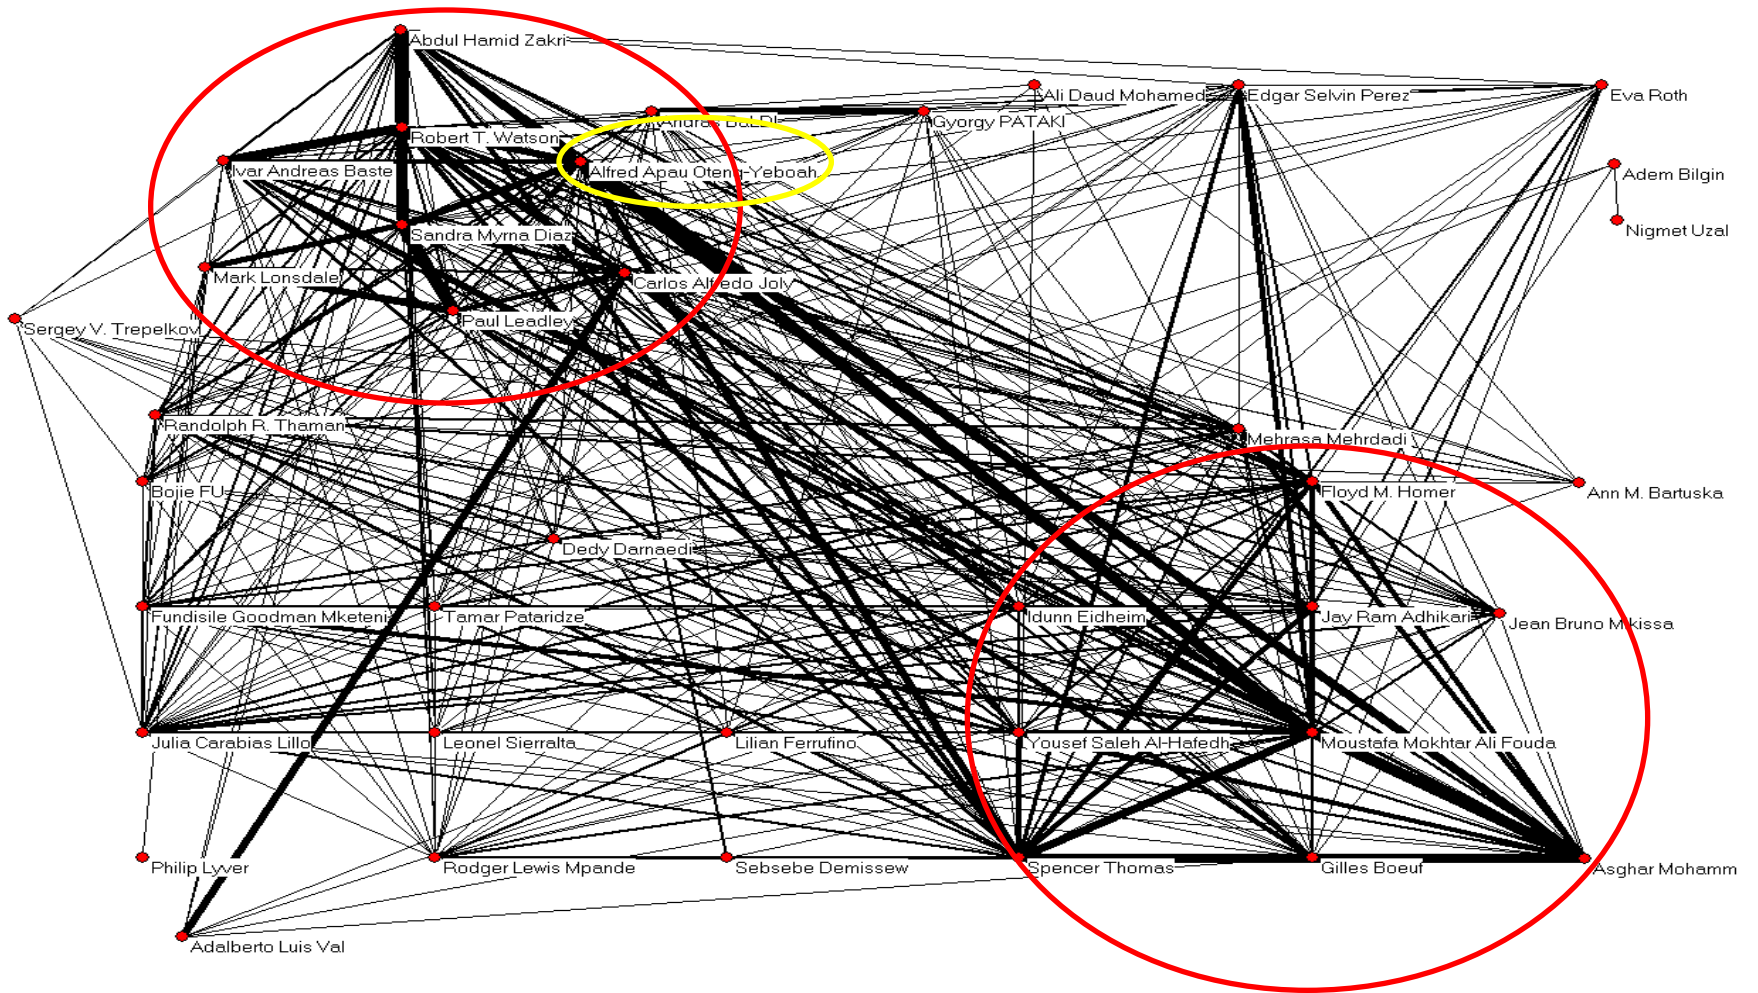 Abdul Hamid Zakri
Ali Daud Mohamed
Edgar Selvin Perez
Eva Roth
Andras BaLDI
Gyorgy PATAKI
Robert T. Watson
Ivar Andreas Baste
Alfred Apau Oteng-Yeboah
Adem Bilgin
Nigmet Uzal
Sandra Myrna Diaz
Mark Lonsdale
Carlos Alfredo Joly
Paul Leadley
Sergey V. Trepelkov
Randolph R. Thaman
Mehrasa Mehrdadi
Bojie FU
Floyd M. Homer
Ann M. Bartuska
Dedy Darnaedi
Fundisile Goodman Mketeni
Tamar Pataridze
Idunn Eidheim
Jay Ram Adhikari
Jean Bruno Mikissa
Julia Carabias Lillo
Leonel Sierralta
Lilian Ferrufino
Yousef Saleh Al-Hafedh
Moustafa Mokhtar Ali Fouda
Philip Lyver
Rodger Lewis Mpande
Sebsebe Demissew
Spencer Thomas
Gilles Boeuf
Asghar Mohamm
Adalberto Luis Val